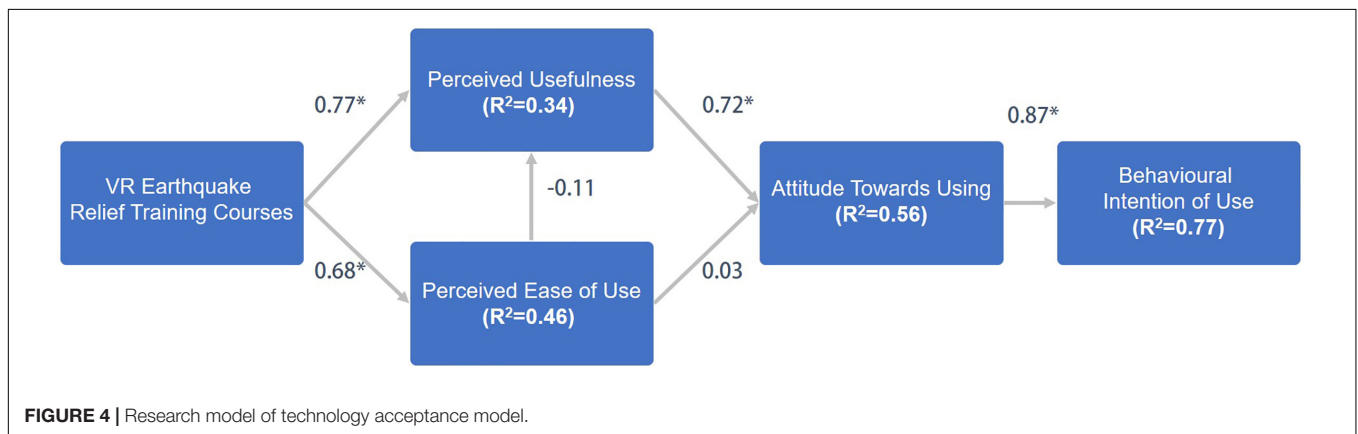 VR Earthquake
Relief Training Courses
0.77*
0.68*
Perceived Usefulness
(R²=0.34)
-0.11
Perceived Ease of Use
(R²=0.46)
0.72*
0.03
Attitude Towards Using
(R²=0.56)
0.87*
Behavioural
Intention of Use
(R²=0.77)
FIGURE 4 | Research model of technology acceptance model.